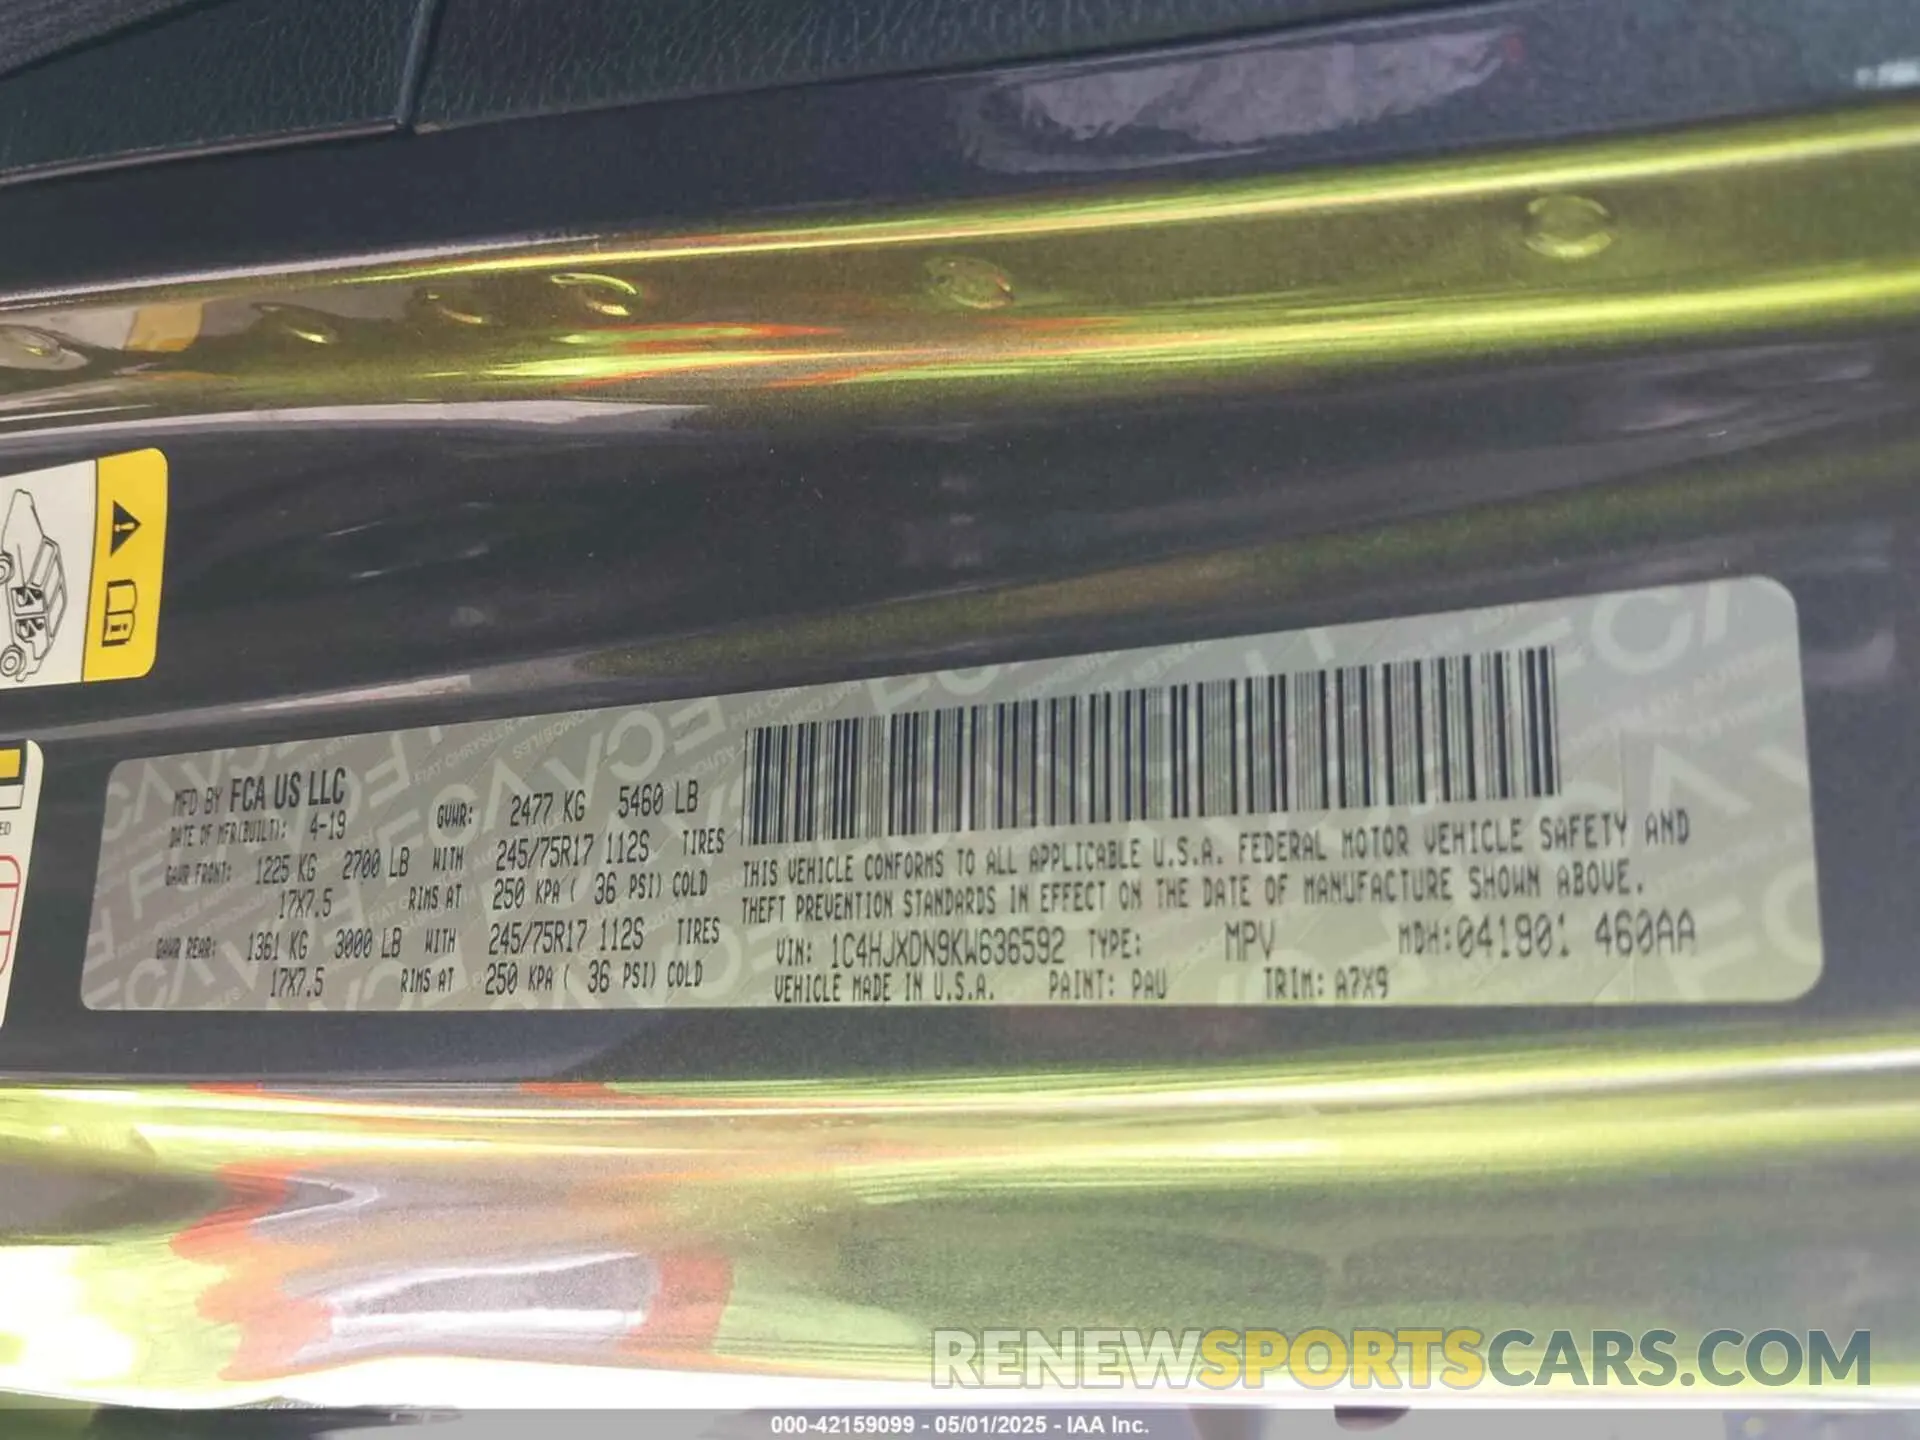 MFD BY FCA US LLC
DATE OF MFR(BUILT): 4-19 GVWR: 2477 KG 5460 LB
GAWR FRONT: 1225 KG 2700 LB WITH 245/75R17 112S TIRES
17X7.5 RIMS AT 250 KPA ( 36 PSI) COLD
GAWR REAR: 1361 KG 3000 LB WITH 245/75R17 112S TIRES
17X7.5 RIMS AT 250 KPA ( 36 PSI) COLD
THIS VEHICLE CONFORMS TO ALL APPLICABLE U.S.A. FEDERAL MOTOR VEHICLE SAFETY AND
THEFT PREVENTION STANDARDS IN EFFECT ON THE DATE OF MANUFACTURE SHOWN ABOVE.
VIN: 1C4HJXDN9KW636592 TYPE: MPV MDH:041901 460AA
VEHICLE MADE IN U.S.A. PAINT: PAU TRIM: A7X9
RENEWSPORTSCARS.COM
000-42159099 - 05/01/2025 - IAA Inc.